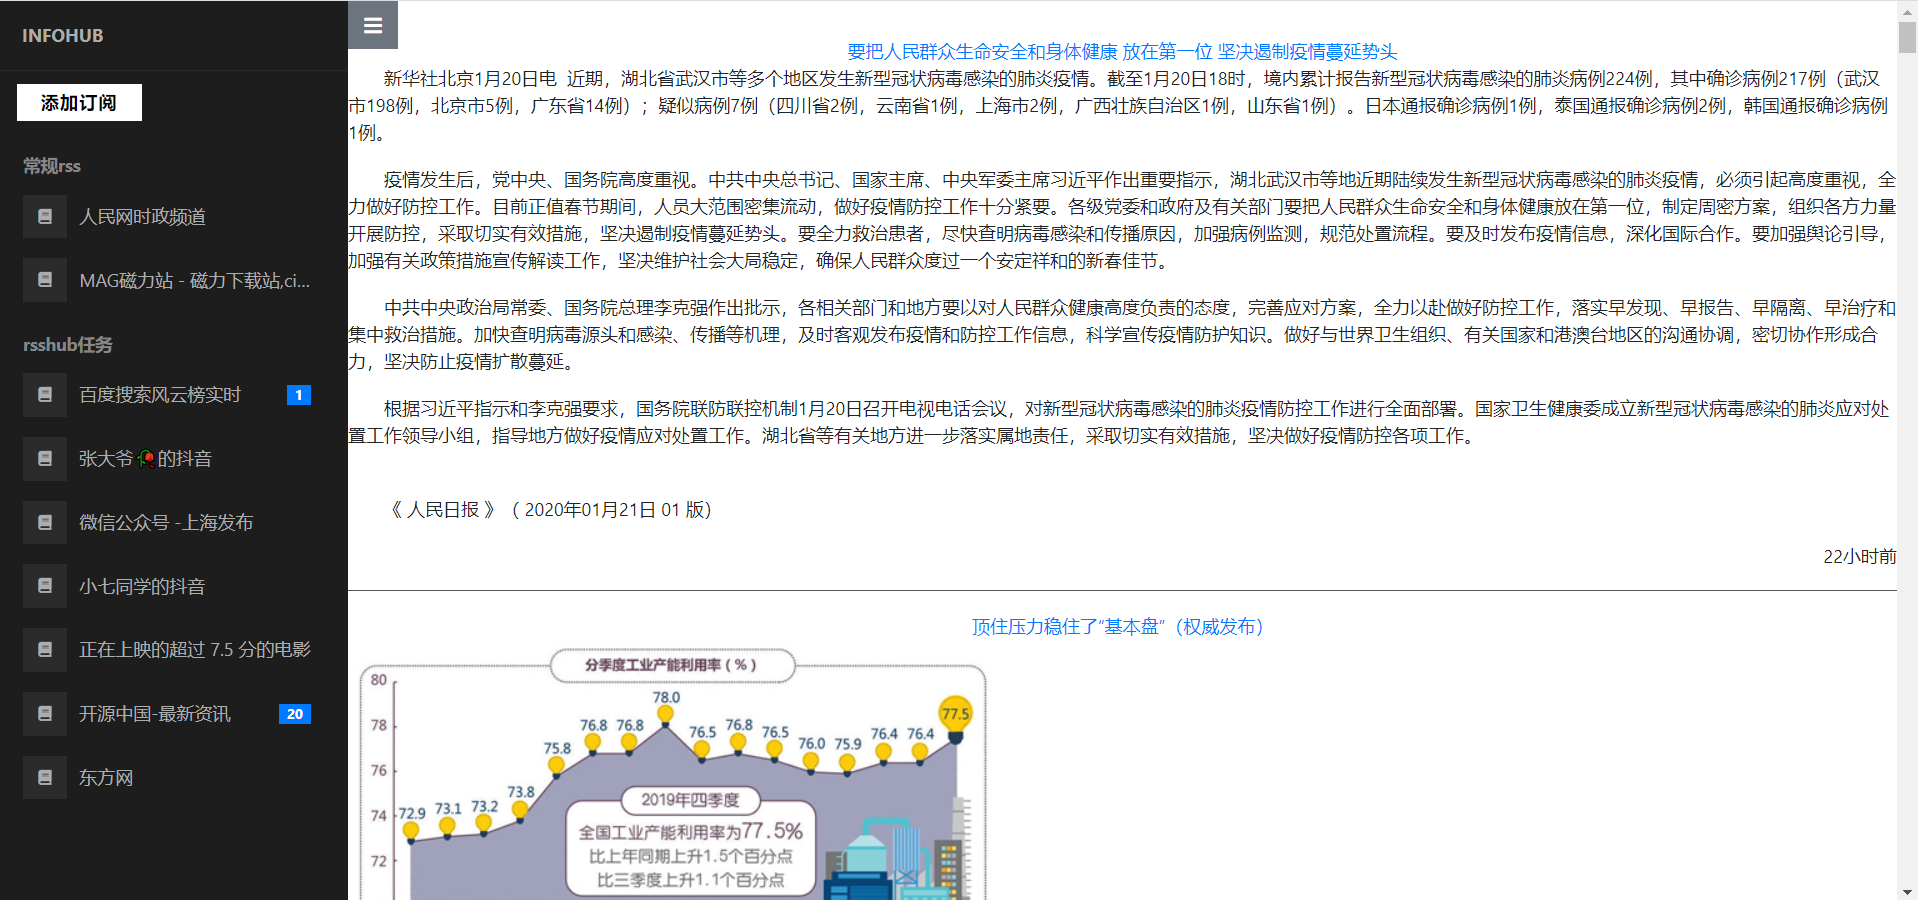 INFOHUB
添加订阅
常规rss
人民网时政频道
MAG磁力站 - 磁力下载站,ci...
rsshub任务
百度搜索风云榜实时
1
张大爷🥀的抖音
微信公众号 -上海发布
小七同学的抖音
正在上映的超过 7.5 分的电影
开源中国-最新资讯
20
东方网
要把人民群众生命安全和身体健康 放在第一位 坚决遏制疫情蔓延势头
新华社北京1月20日电 近期，湖北省武汉市等多个地区发生新型冠状病毒感染的肺炎疫情。截至1月20日18时，境内累计报告新型冠状病毒感染的肺炎病例224例，其中确诊病例217例（武汉
市198例，北京市5例，广东省14例）；疑似病例7例（四川省2例，云南省1例，上海市2例，广西壮族自治区1例，山东省1例）。日本通报确诊病例1例，泰国通报确诊病例2例，韩国通报确诊病例
1例。
疫情发生后，党中央、国务院高度重视。中共中央总书记、国家主席、中央军委主席习近平作出重要指示，湖北武汉市等地近期陆续发生新型冠状病毒感染的肺炎疫情，必须引起高度重视，全
力做好防控工作。目前正值春节期间，人员大范围密集流动，做好疫情防控工作十分紧要。各级党委和政府及有关部门要把人民群众生命安全和身体健康放在第一位，制定周密方案，组织各方力量
开展防控，采取切实有效措施，坚决遏制疫情蔓延势头。要全力救治患者，尽快查明病毒感染和传播原因，加强病例监测，规范处置流程。要及时发布疫情信息，深化国际合作。要加强舆论引导，
加强有关政策措施宣传解读工作，坚决维护社会大局稳定，确保人民群众度过一个安定祥和的新春佳节。
中共中央政治局常委、国务院总理李克强作出批示，各相关部门和地方要以对人民群众健康高度负责的态度，完善应对方案，全力以赴做好防控工作，落实早发现、早报告、早隔离、早治疗和
集中救治措施。加快查明病毒源头和感染、传播等机理，及时客观发布疫情和防控工作信息，科学宣传疫情防护知识。做好与世界卫生组织、有关国家和港澳台地区的沟通协调，密切协作形成合
力，坚决防止疫情扩散蔓延。
根据习近平指示和李克强要求，国务院联防联控机制1月20日召开电视电话会议，对新型冠状病毒感染的肺炎疫情防控工作进行全面部署。国家卫生健康委成立新型冠状病毒感染的肺炎应对处
置工作领导小组，指导地方做好疫情应对处置工作。湖北省等有关地方进一步落实属地责任，采取切实有效措施，坚决做好疫情防控各项工作。
《 人民日报 》（ 2020年01月21日 01 版）
22小时前
顶住压力稳住了“基本盘”（权威发布）
分季度工业产能利用率（%）
80
78
76
74
72
72.9
73.1
73.2
73.8
75.8
76.8
76.8
78.0
76.5
76.8
76.5
76.0
75.9
76.4
76.4
77.5
2019年四季度
全国工业产能利用率为77.5%
比上年同期上升1.5个百分点
比三季度上升1.1个百分点